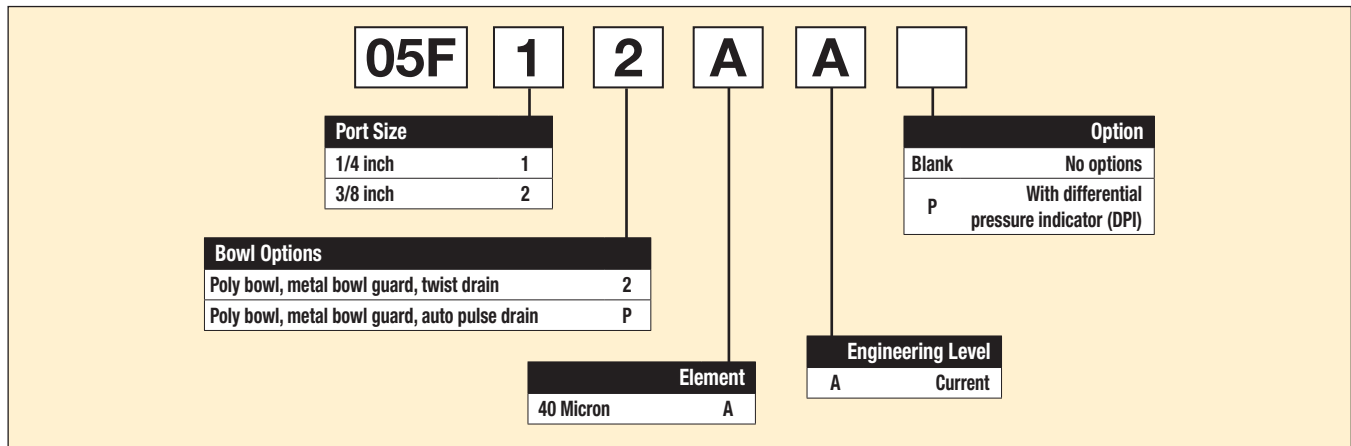 05F 1 2 A A
Port Size
1/4 inch 1
3/8 inch 2
Option
Blank No options
P With differential
pressure indicator (DPI)
Bowl Options
Poly bowl, metal bowl guard, twist drain 2
Poly bowl, metal bowl guard, auto pulse drain P
Engineering Level
A Current
Element
40 Micron A